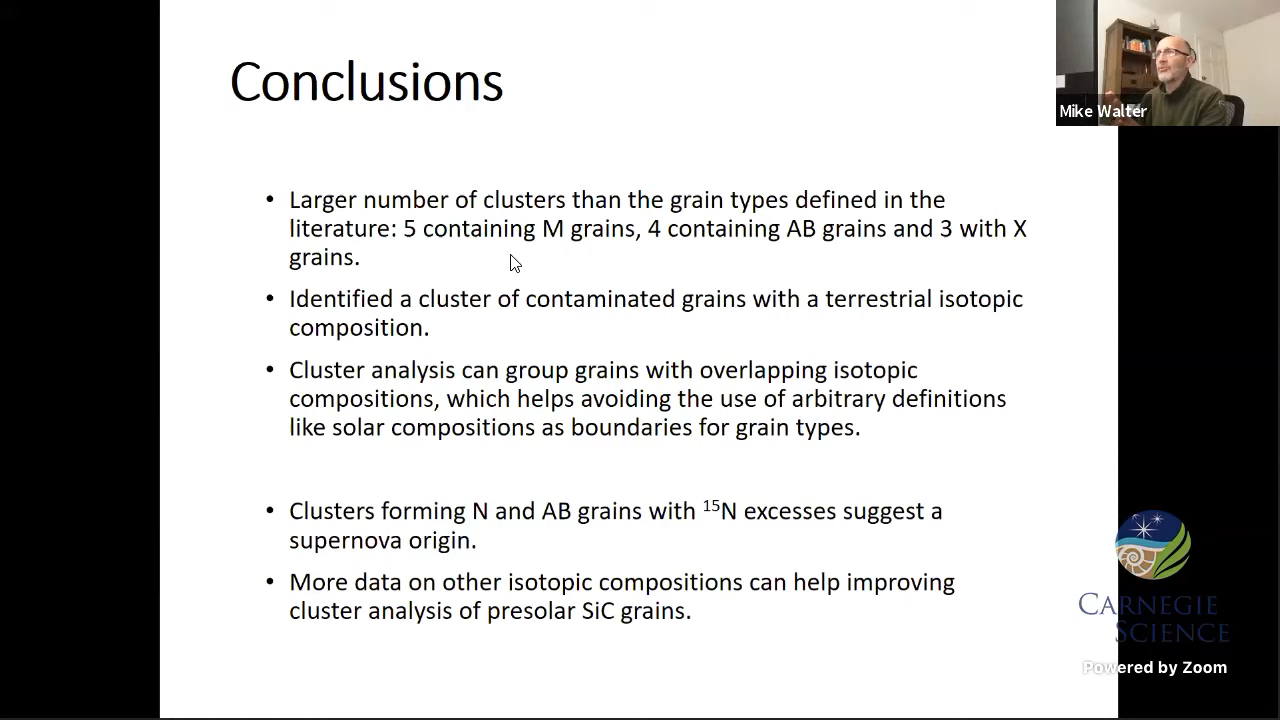 Conclusions
Mike Walter
• Larger number of clusters than the grain types defined in the
literature: 5 containing M grains, 4 containing AB grains and 3 with X
grains.
• Identified a cluster of contaminated grains with a terrestrial isotopic
composition.
• Cluster analysis can group grains with overlapping isotopic
compositions, which helps avoiding the use of arbitrary definitions
like solar compositions as boundaries for grain types.
• Clusters forming N and AB grains with ¹⁵N excesses suggest a
supernova origin.
• More data on other isotopic compositions can help improving
cluster analysis of presolar SiC grains.
CARNEGIE
SCIENCE
Powered by Zoom